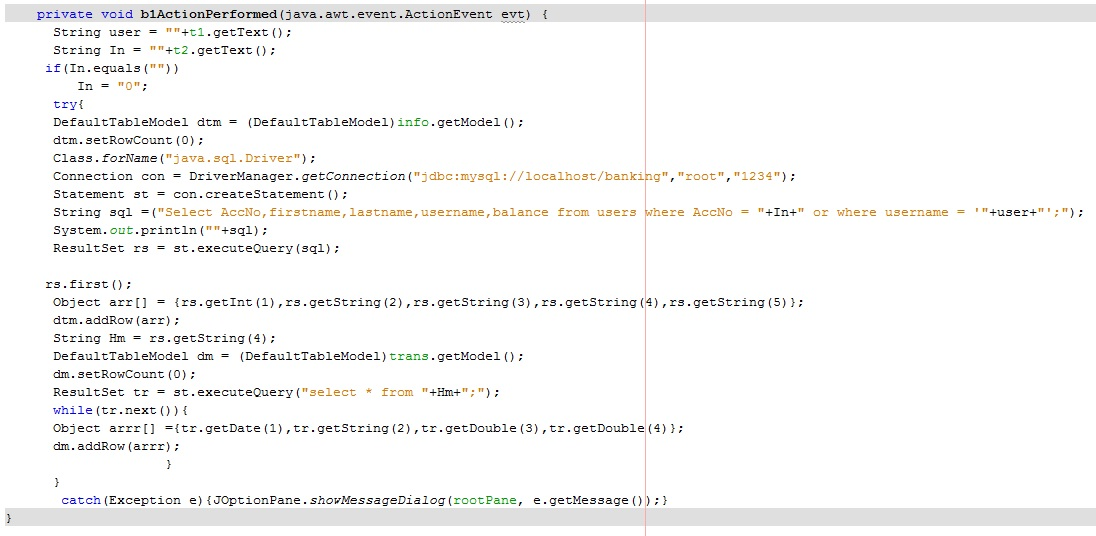 private void b1ActionPerformed(java.awt.event.ActionEvent evt) {
String user = ""+t1.getText();
String In = ""+t2.getText();
if(In.equals(""))
In = "0";
try{
DefaultTableModel dtm = (DefaultTableModel)info.getModel();
dtm.setRowCount(0);
Class.forName("java.sql.Driver");
Connection con = DriverManager.getConnection("jdbc:mysql://localhost/banking","root","1234");
Statement st = con.createStatement();
String sql =("Select AccNo,firstname,lastname,username,balance from users where AccNo = "+In+" or where username = '"+user+"';");
System.out.println(""+sql);
ResultSet rs = st.executeQuery(sql);
rs.first();
Object arr[] = {rs.getInt(1),rs.getString(2),rs.getString(3),rs.getString(4),rs.getString(5)};
dtm.addRow(arr);
String Hm = rs.getString(4);
DefaultTableModel dm = (DefaultTableModel)trans.getModel();
dm.setRowCount(0);
ResultSet tr = st.executeQuery("select * from "+Hm+";");
while(tr.next()){
Object arrr[] ={tr.getDate(1),tr.getString(2),tr.getDouble(3),tr.getDouble(4)};
dm.addRow(arrr);
}
}
catch(Exception e){JOptionPane.showMessageDialog(rootPane, e.getMessage());}
}